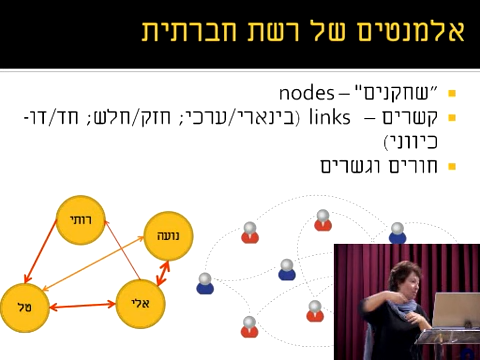 אלמנטים של רשת חברתית
"שחקנים" – nodes
קשרים – links (בינארי/ערכי; חזק/חלש; חד/דו-
כיווני)
חורים וגשרים
רותי
נועה
טל
אלי